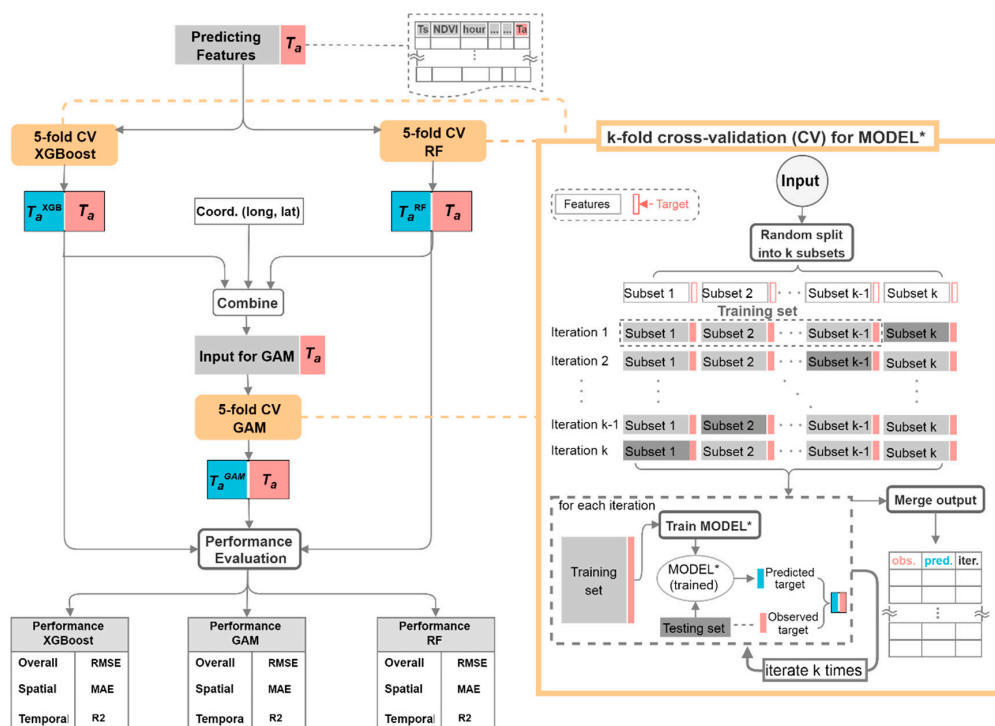 Predicting
Features
Ta
Ts NDVI hour ... ... Ta
5-fold CV
XGBoost
5-fold CV
RF
Ta^XGB Ta
Coord. (long, lat)
Ta^RF Ta
Combine
Input for GAM Ta
5-fold CV
GAM
Ta^GAM Ta
Performance
Evaluation
Performance
XGBoost
Overall RMSE
Spatial MAE
Temporal R2
Performance
GAM
Overall RMSE
Spatial MAE
Tempora R2
Performance
RF
Overall RMSE
Spatial MAE
Temporal R2
k-fold cross-validation (CV) for MODEL*
Input
Features Target
Random split
into k subsets
Subset 1 Subset 2 · · · Subset k-1 Subset k
Training set
Iteration 1 Subset 1 Subset 2 · · · Subset k-1 Subset k
Iteration 2 Subset 1 Subset 2 · · · Subset k-1 Subset k
Iteration k-1 Subset 1 Subset 2 · · · Subset k-1 Subset k
Iteration k Subset 1 Subset 2 · · · Subset k-1 Subset k
for each iteration
Train MODEL*
Training
set
MODEL*
(trained)
Predicted
target
Testing set
Observed
target
iterate k times
Merge output
obs. pred. iter.